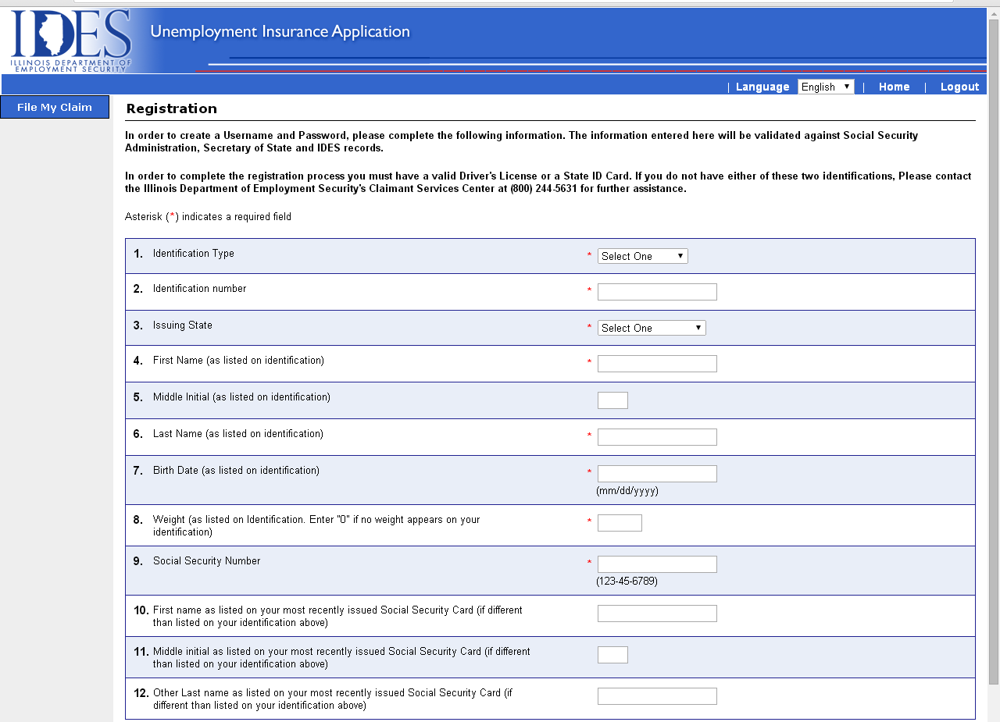 IDES
ILLINOIS DEPARTMENT OF
EMPLOYMENT SECURITY
Unemployment Insurance Application
| Language English | Home | Logout
File My Claim
Registration
In order to create a Username and Password, please complete the following information. The information entered here will be validated against Social Security
Administration, Secretary of State and IDES records.
In order to complete the registration process you must have a valid Driver's License or a State ID Card. If you do not have either of these two identifications, Please contact
the Illinois Department of Employment Security's Claimant Services Center at (800) 244-5631 for further assistance.
Asterisk (*) indicates a required field
1. Identification Type * Select One
2. Identification number *
3. Issuing State * Select One
4. First Name (as listed on identification) *
5. Middle Initial (as listed on identification)
6. Last Name (as listed on identification) *
7. Birth Date (as listed on identification) *
(mm/dd/yyyy)
8. Weight (as listed on Identification. Enter "0" if no weight appears on your *
identification)
9. Social Security Number *
(123-45-6789)
10. First name as listed on your most recently issued Social Security Card (if different
than listed on your identification above)
11. Middle initial as listed on your most recently issued Social Security Card (if different
than listed on your identification above)
12. Other Last name as listed on your most recently issued Social Security Card (if
different than listed on your identification above)